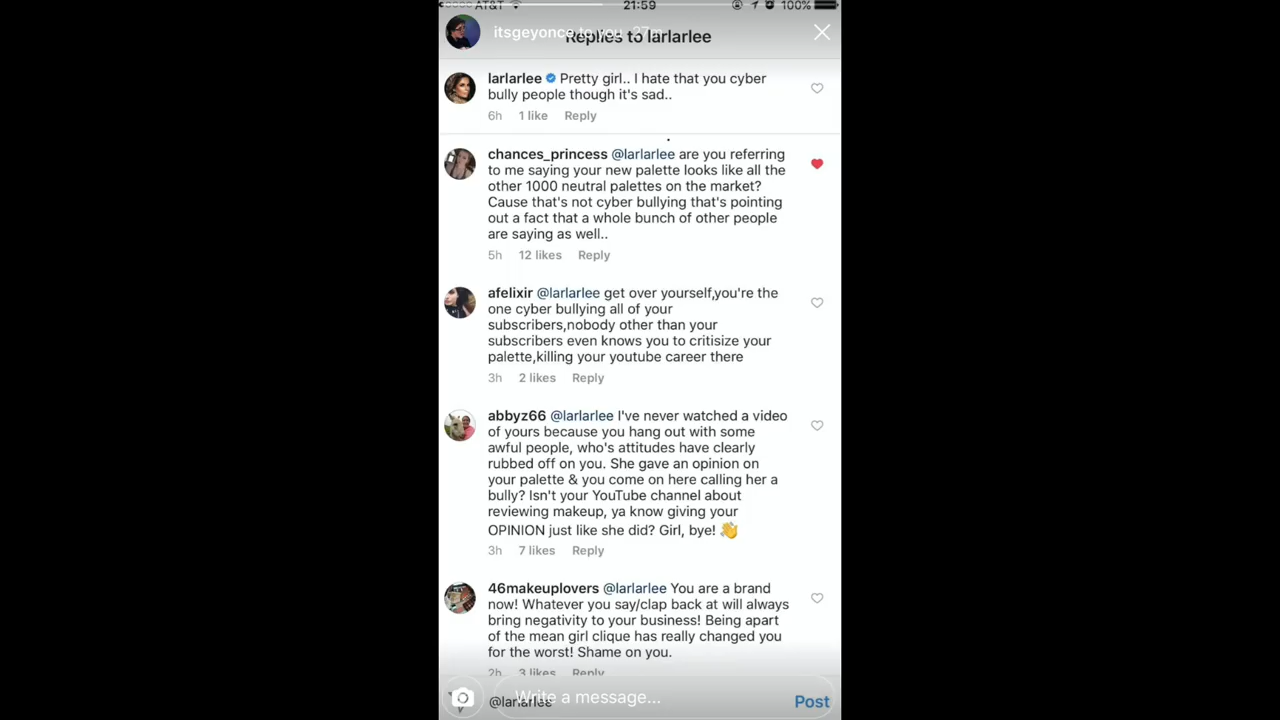 AT&T 21:59 100%
itsgeyonce to you
Replies to larlarlee
larlarlee Pretty girl.. I hate that you cyber
bully people though it's sad..
6h 1 like Reply
chances_princess @larlarlee are you referring
to me saying your new palette looks like all the
other 1000 neutral palettes on the market?
Cause that's not cyber bullying that's pointing
out a fact that a whole bunch of other people
are saying as well..
5h 12 likes Reply
afelixir @larlarlee get over yourself,you're the
one cyber bullying all of your
subscribers,nobody other than your
subscribers even knows you to critisize your
palette,killing your youtube career there
3h 2 likes Reply
abbyz66 @larlarlee I've never watched a video
of yours because you hang out with some
awful people, who's attitudes have clearly
rubbed off on you. She gave an opinion on
your palette & you come on here calling her a
bully? Isn't your YouTube channel about
reviewing makeup, ya know giving your
OPINION just like she did? Girl, bye! 👋
3h 7 likes Reply
46makeuplovers @larlarlee You are a brand
now! Whatever you say/clap back at will always
bring negativity to your business! Being apart
of the mean girl clique has really changed you
for the worst! Shame on you.
2h 3 likes Reply
Write a message...
@larlarlee Post